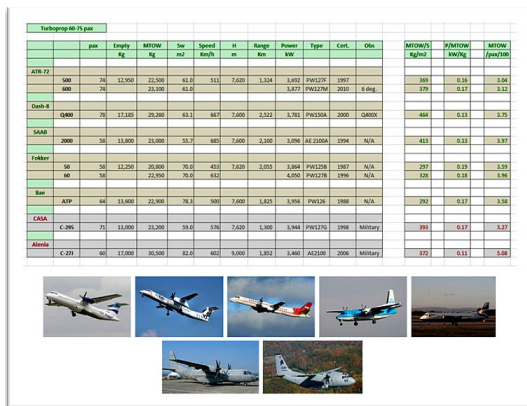 Turboprop 60-75 pax
pax Empty MTOW Sw Speed H Range Power Type Cert. Obs MTOW/S P/MTOW MTOW
Kg Kg m2 Km/h m Km kW Kg/m2 kW/Kg /pax/100
ATR-72
500 74 12,950 22,500 61.0 511 7,620 1,324 3,692 PW127F 1997 369 0.16 3.04
600 74 23,100 61.0 3,877 PW127M 2010 6 deg. 379 0.17 3.12
Dash-8
Q400 78 17,185 29,260 63.1 667 7,600 2,522 3,781 PW150A 2000 Q400X 464 0.13 3.75
SAAB
2000 58 13,800 23,000 55.7 685 7,600 2,100 3,096 AE 2100A 1994 N/A 413 0.13 3.97
Fokker
50 58 12,250 20,800 70.0 453 7,620 2,055 3,864 PW125B 1987 N/A 297 0.19 3.59
60 58 22,950 70.0 632 4,050 PW127B 1996 N/A 328 0.18 3.96
Bae
ATP 64 13,600 22,900 78.3 500 7,600 1,825 3,956 PW126 1988 N/A 292 0.17 3.58
CASA
C-295 71 13,000 23,200 59.0 576 7,620 1,300 3,944 PW127G 1998 Military 393 0.17 3.27
Alenia
C-27J 60 17,000 30,500 82.0 602 9,000 1,852 3,460 AE2100 2006 Military 372 0.11 5.08